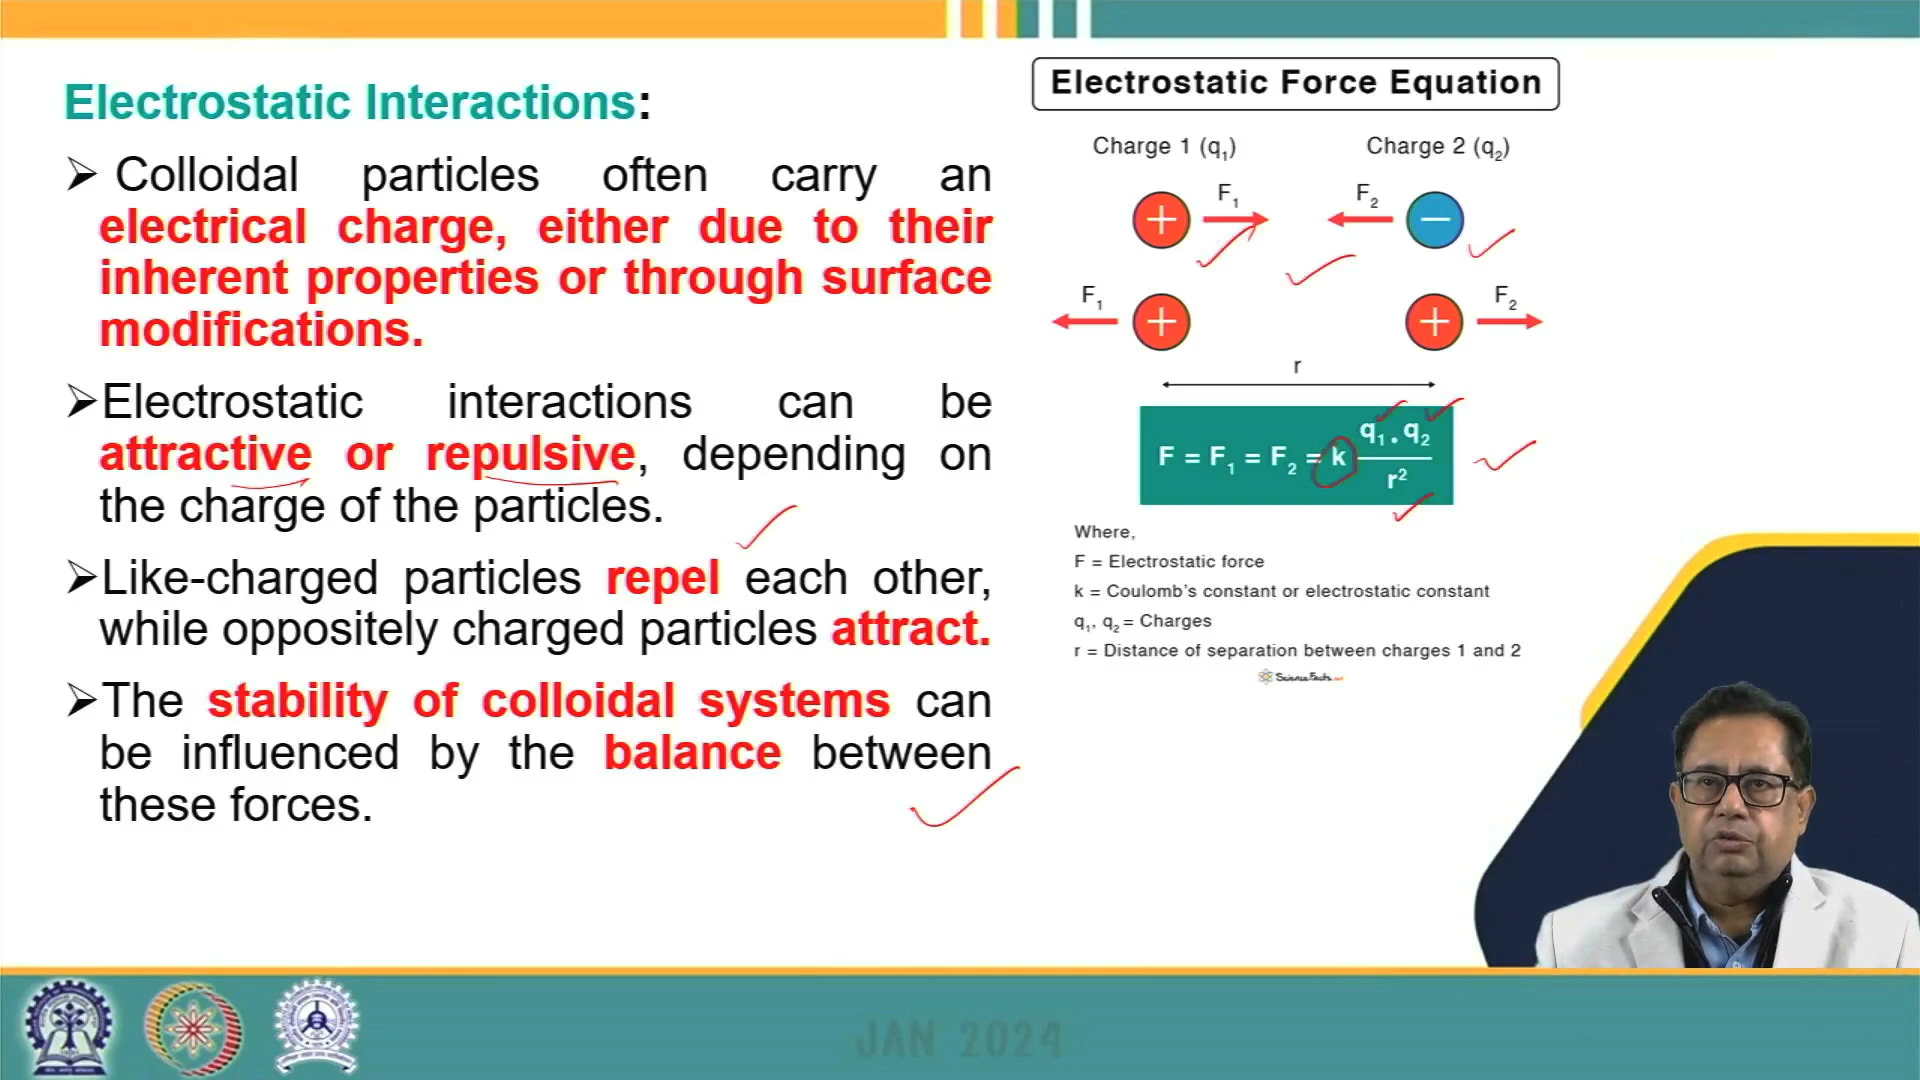 Electrostatic Interactions:
➢ Colloidal particles often carry an
electrical charge, either due to their
inherent properties or through surface
modifications.
➢Electrostatic interactions can be
attractive or repulsive, depending on
the charge of the particles.
➢Like-charged particles repel each other,
while oppositely charged particles attract.
➢The stability of colloidal systems can
be influenced by the balance between
these forces.
Electrostatic Force Equation
Charge 1 (q₁) Charge 2 (q₂)
F₁ F₂
+ −
F₁ F₂
+ +
r
F = F₁ = F₂ = k q₁ . q₂ / r²
Where,
F = Electrostatic force
k = Coulomb's constant or electrostatic constant
q₁, q₂ = Charges
r = Distance of separation between charges 1 and 2
ScienceFacts.net
JAN 2024